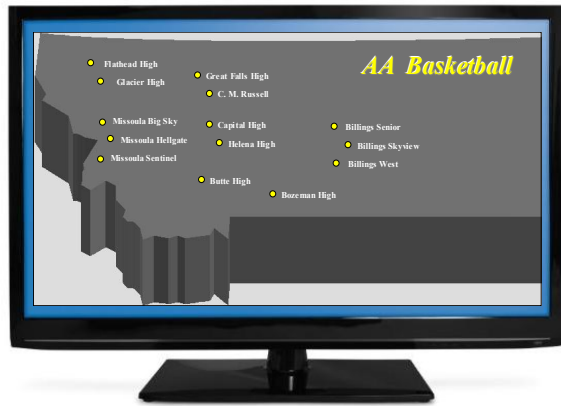 AA Basketball
Flathead High
Glacier High
Great Falls High
C. M. Russell
Missoula Big Sky
Missoula Hellgate
Missoula Sentinel
Capital High
Helena High
Billings Senior
Billings Skyview
Billings West
Butte High
Bozeman High